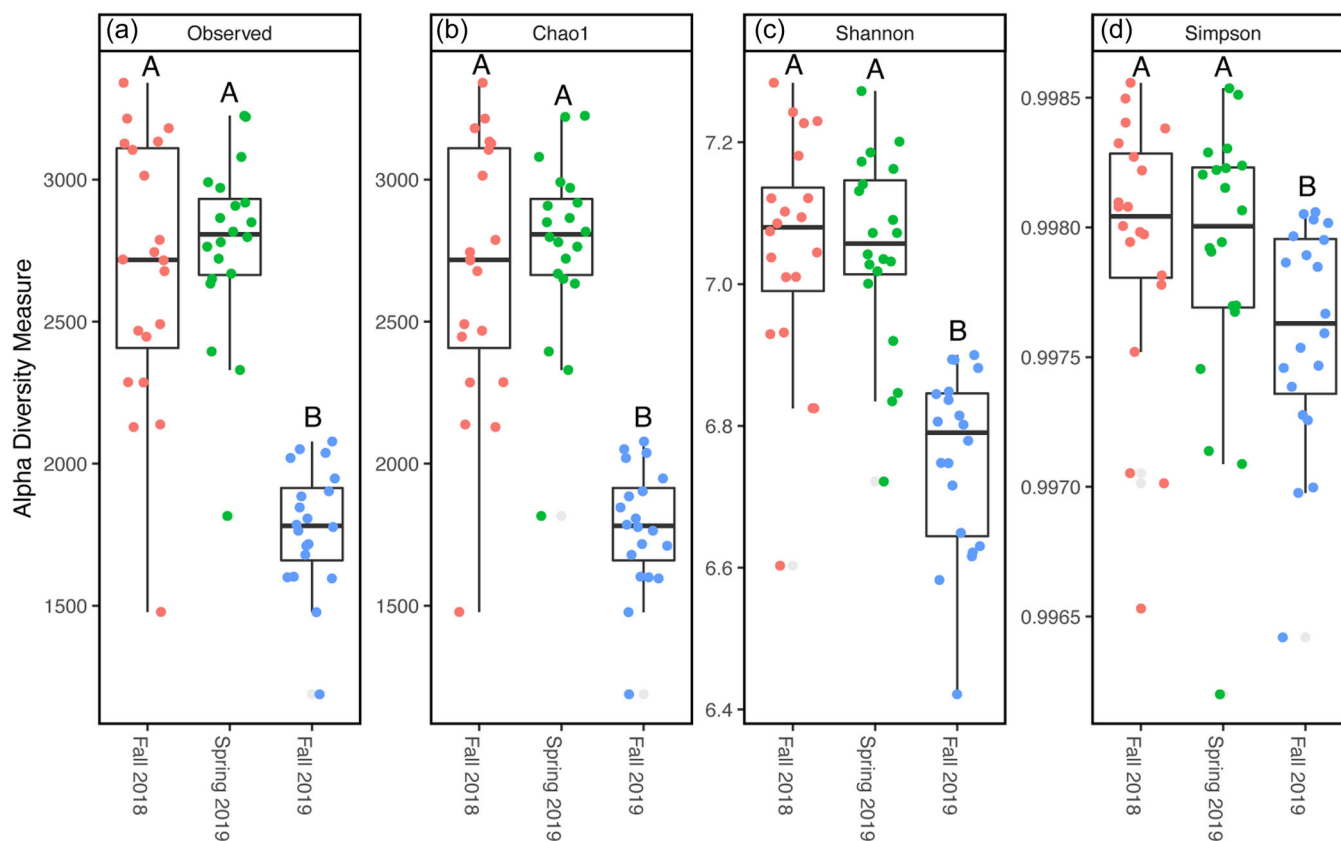 (a) Observed
(b) Chao1
(c) Shannon
(d) Simpson
Alpha Diversity Measure
3000
2500
2000
1500
A
A
B
Fall 2018
Spring 2019
Fall 2019
3000
2500
2000
1500
A
A
B
Fall 2018
Spring 2019
Fall 2019
7.2
7.0
6.8
6.6
6.4
A
A
B
Fall 2018
Spring 2019
Fall 2019
0.9985
0.9980
0.9975
0.9970
0.9965
A
A
B
Fall 2018
Spring 2019
Fall 2019